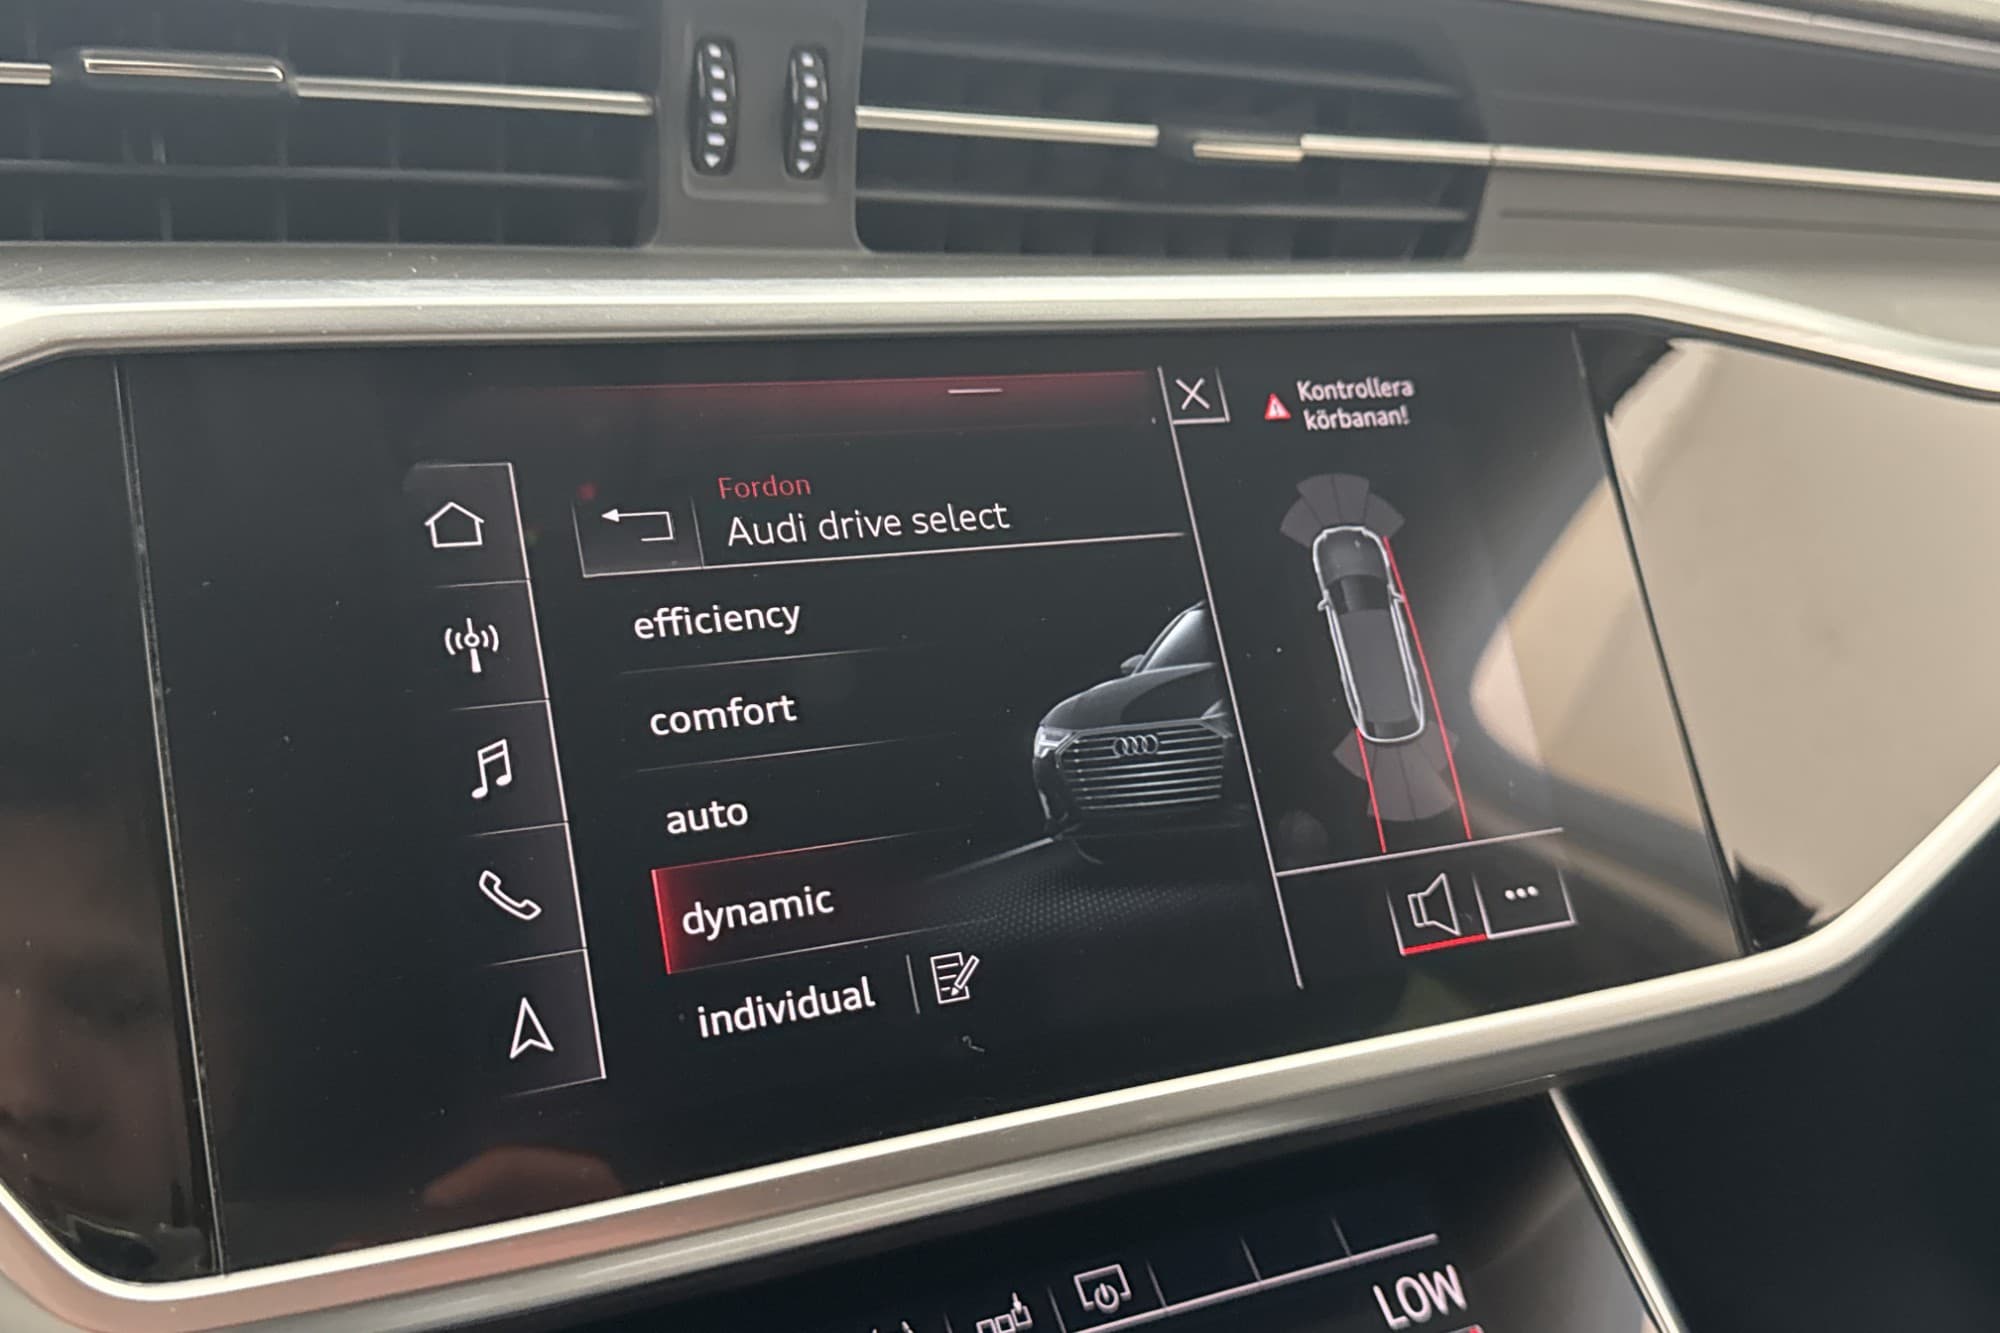 Kontrollera
körbanan!
Fordon
Audi drive select
efficiency
comfort
auto
dynamic
individual
LOW